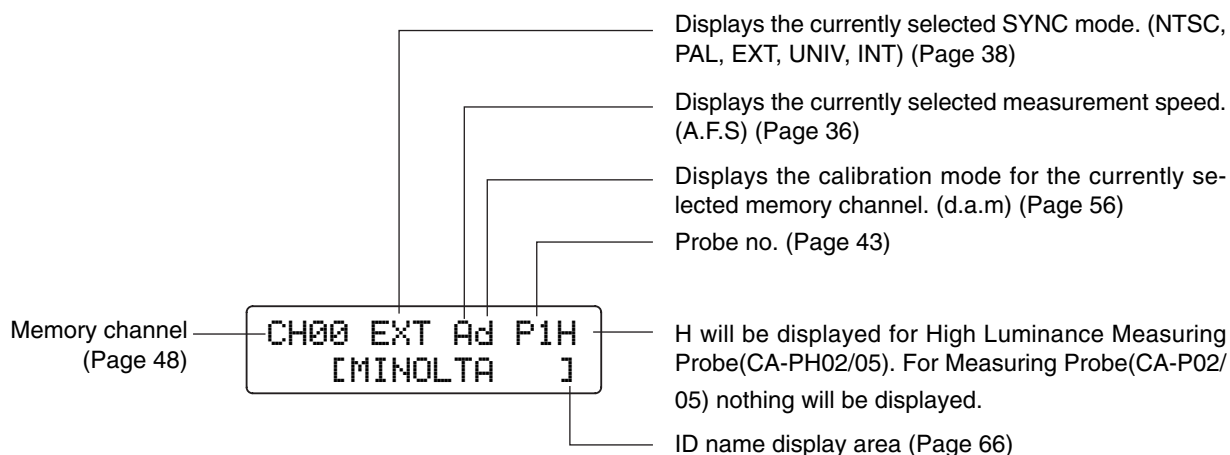 Displays the currently selected SYNC mode. (NTSC,
PAL, EXT, UNIV, INT) (Page 38)
Displays the currently selected measurement speed.
(A.F.S) (Page 36)
Displays the calibration mode for the currently se-
lected memory channel. (d.a.m) (Page 56)
Probe no. (Page 43)
Memory channel
(Page 48)
CH00 EXT Ad P1H
[MINOLTA ]
H will be displayed for High Luminance Measuring
Probe(CA-PH02/05). For Measuring Probe(CA-P02/
05) nothing will be displayed.
ID name display area (Page 66)